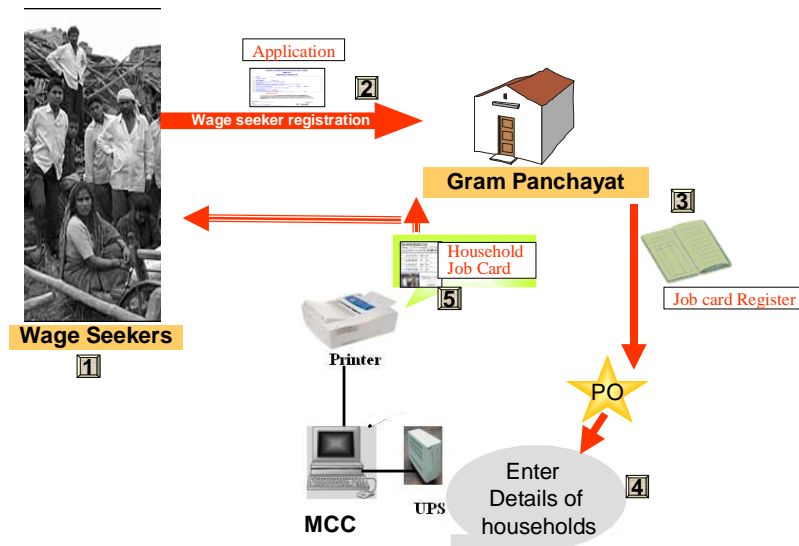 Application
2
Wage seeker registration
Gram Panchayat
3
Household
Job Card
5
Job card Register
Wage Seekers
1
Printer
PO
Enter
Details of
households
4
UPS
MCC